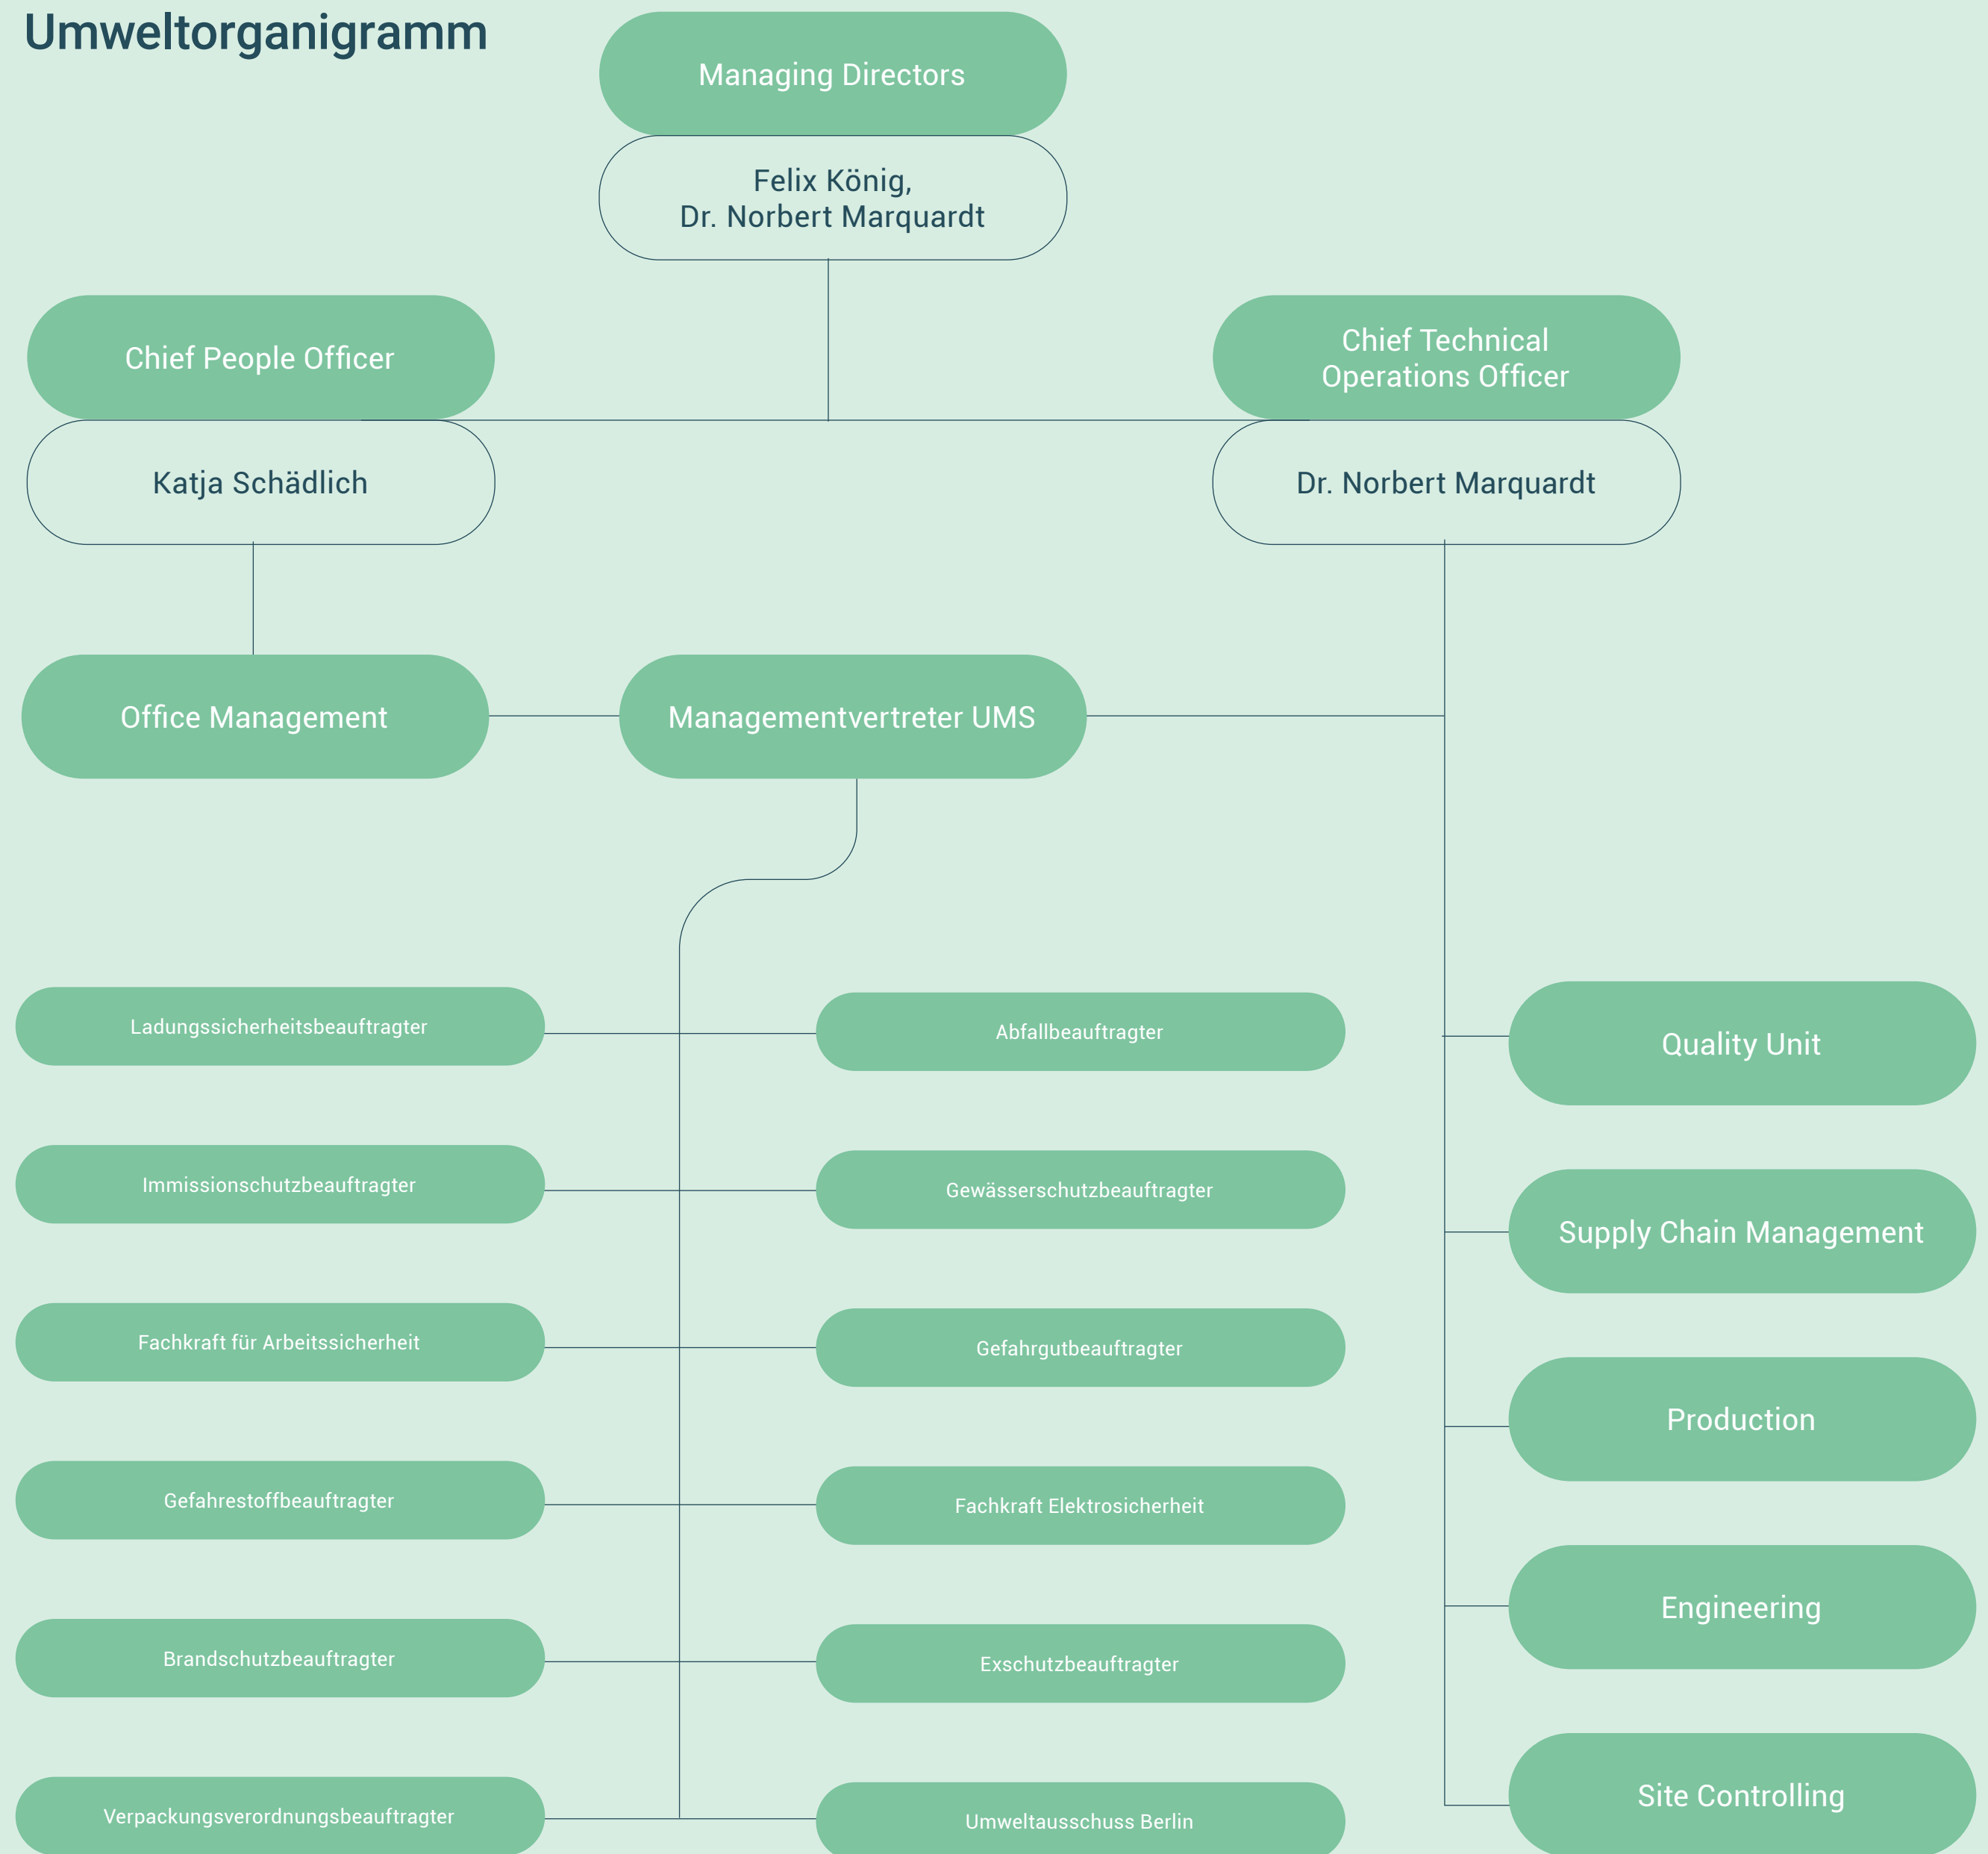 Umweltorganigramm
Managing Directors
Felix König,
Dr. Norbert Marquardt
Chief People Officer
Katja Schädlich
Chief Technical
Operations Officer
Dr. Norbert Marquardt
Office Management
Managementvertreter UMS
Ladungssicherheitsbeauftragter
Abfallbeauftragter
Immissionschutzbeauftragter
Gewässerschutzbeauftragter
Fachkraft für Arbeitssicherheit
Gefahrgutbeauftragter
Gefahrestoffbeauftragter
Fachkraft Elektrosicherheit
Brandschutzbeauftragter
Exschutzbeauftragter
Verpackungsverordnungsbeauftragter
Umweltausschuss Berlin
Quality Unit
Supply Chain Management
Production
Engineering
Site Controlling